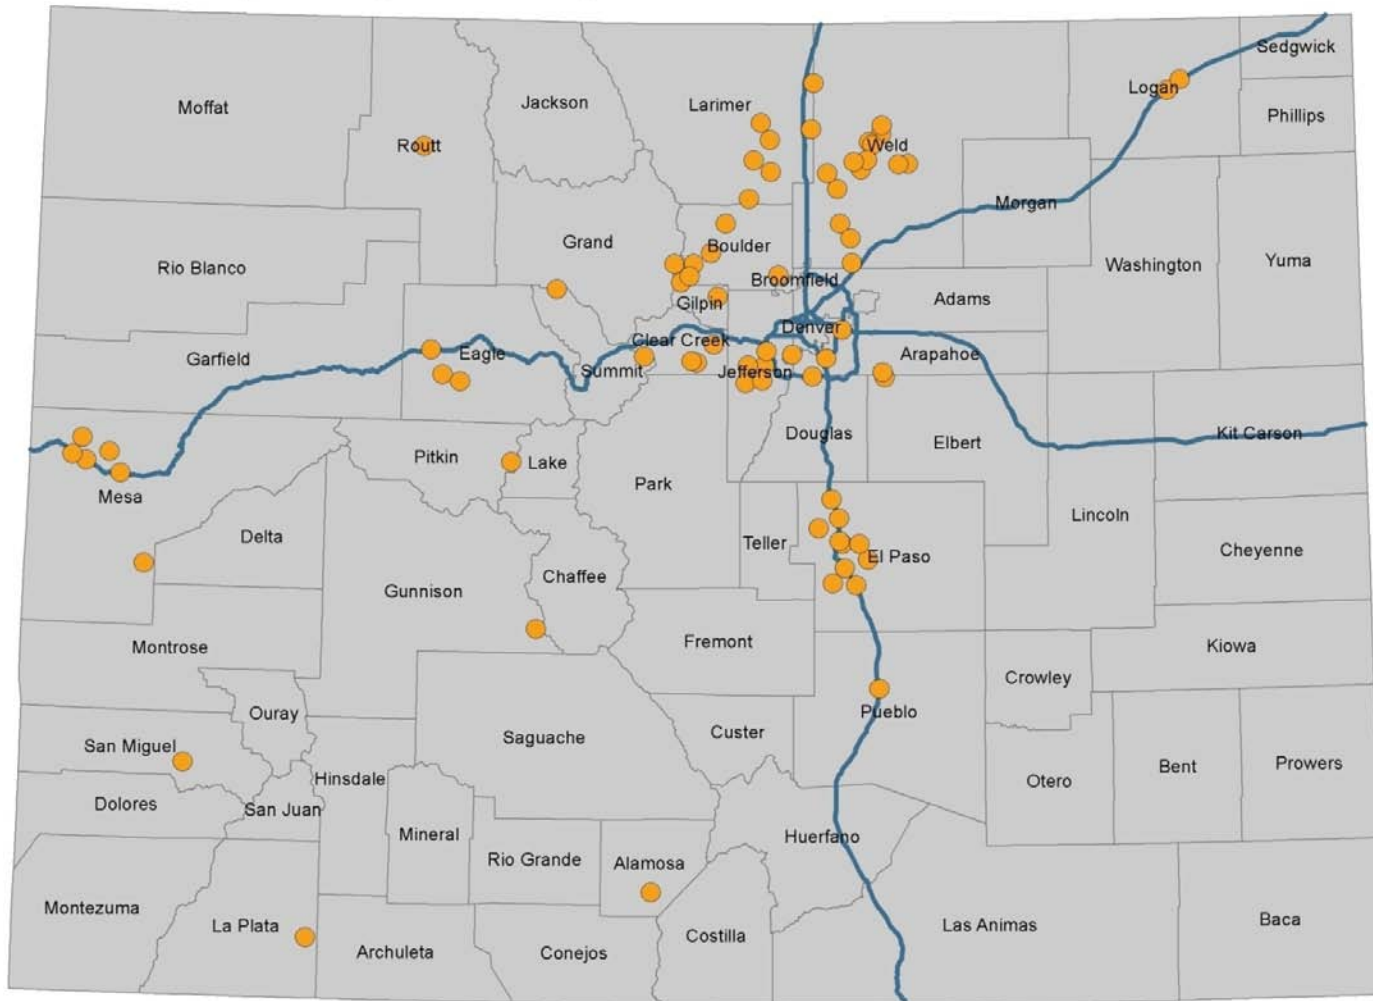 Sedgwick
Moffat
Jackson
Larimer
Logan
Phillips
Routt
Weld
Morgan
Grand
Boulder
Rio Blanco
Washington
Yuma
Broomfield
Gilpin
Adams
Denver
Clear Creek
Garfield
Eagle
Arapahoe
Summit
Jefferson
Kit Carson
Douglas
Elbert
Pitkin
Lake
Park
Mesa
Lincoln
Delta
Teller
El Paso
Cheyenne
Chaffee
Gunnison
Fremont
Montrose
Kiowa
Crowley
Ouray
Pueblo
Custer
Saguache
San Miguel
Prowers
Bent
Hinsdale
Otero
Dolores
San Juan
Mineral
Huerfano
Rio Grande
Alamosa
Montezuma
La Plata
Baca
Las Animas
Costilla
Archuleta
Conejos